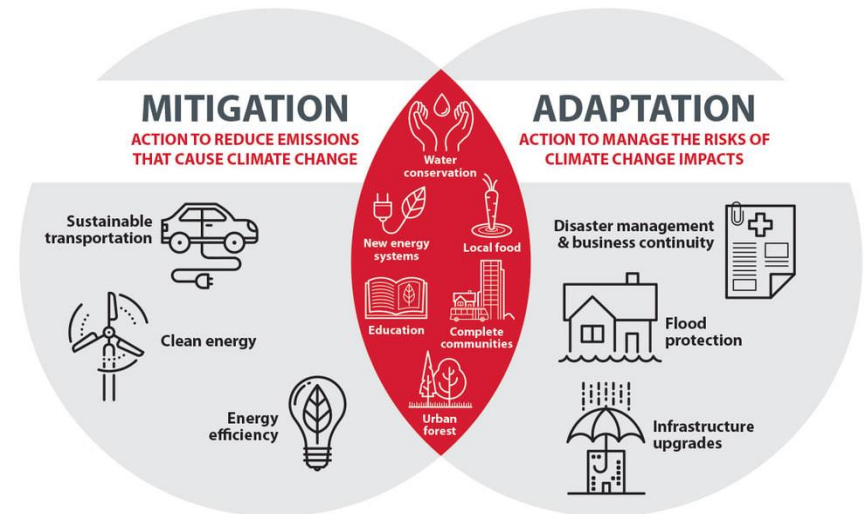 MITIGATION
ACTION TO REDUCE EMISSIONS
THAT CAUSE CLIMATE CHANGE
Sustainable
transportation
Clean energy
Energy
efficiency
Water
conservation
New energy
systems
Local food
Education
Complete
communities
Urban
forest
ADAPTATION
ACTION TO MANAGE THE RISKS OF
CLIMATE CHANGE IMPACTS
Disaster management
& business continuity
Flood
protection
Infrastructure
upgrades